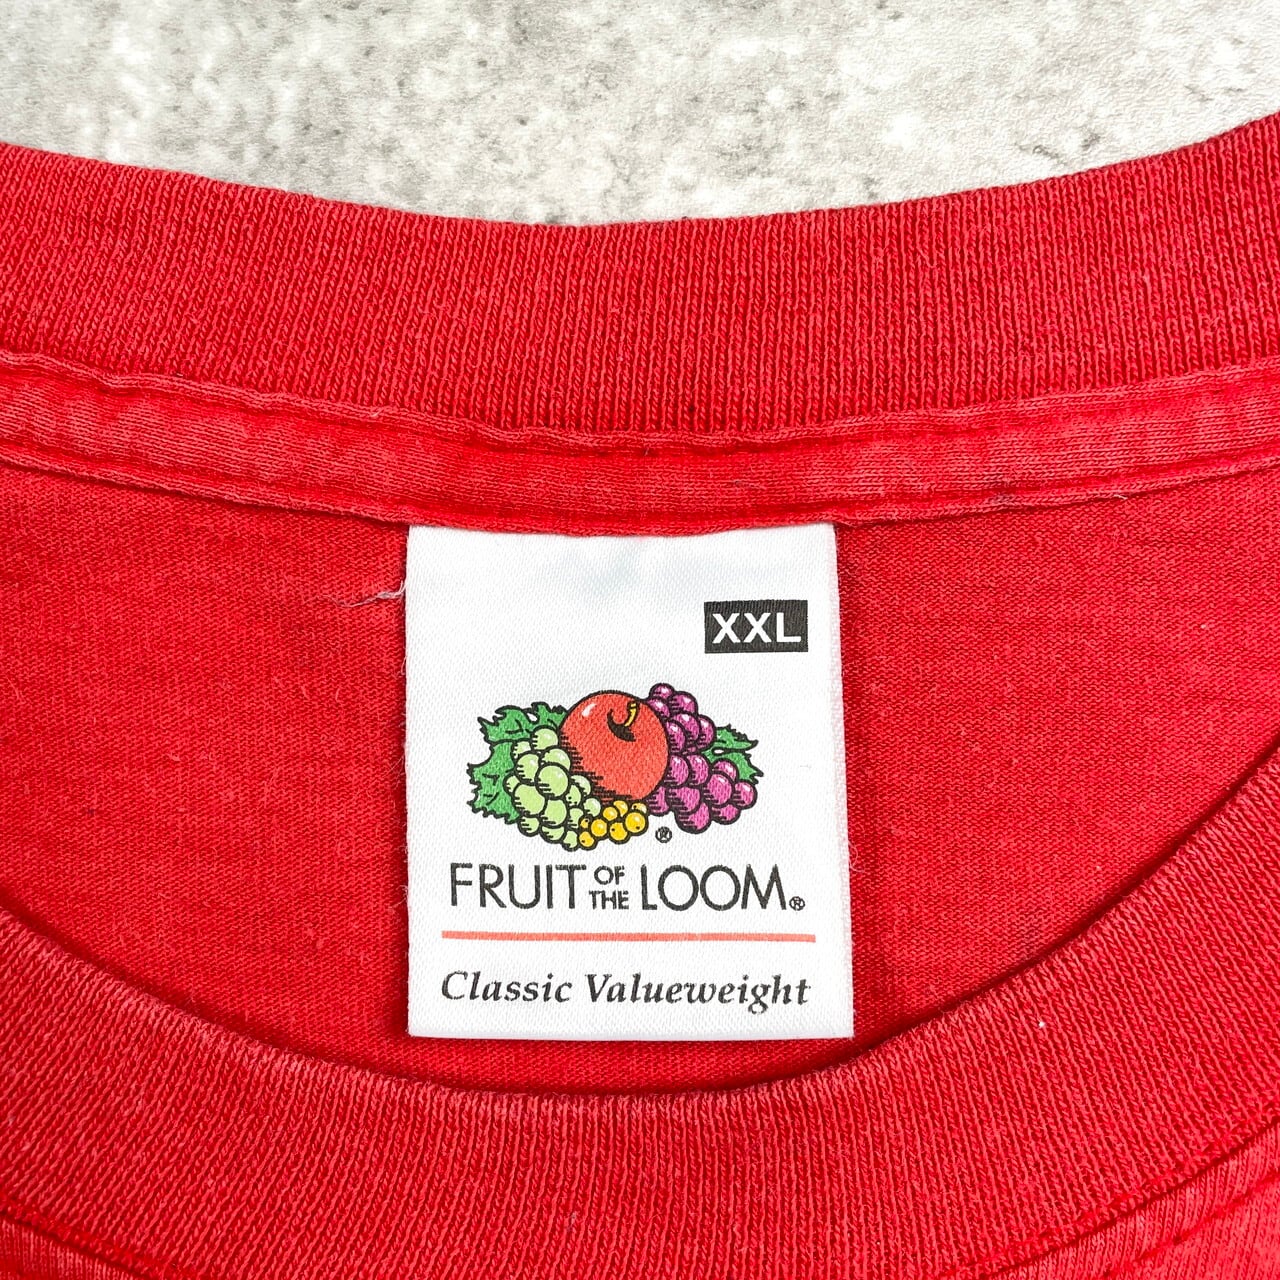 XXL
®
FRUIT OF THE LOOM®
Classic Valueweight